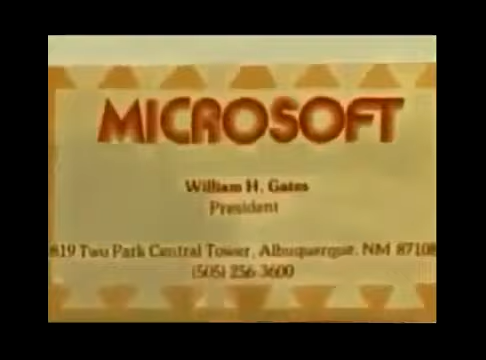 MICROSOFT
William H. Gates
President
819 Two Park Central Tower, Albuquerque, NM 87108
(505) 256-3600